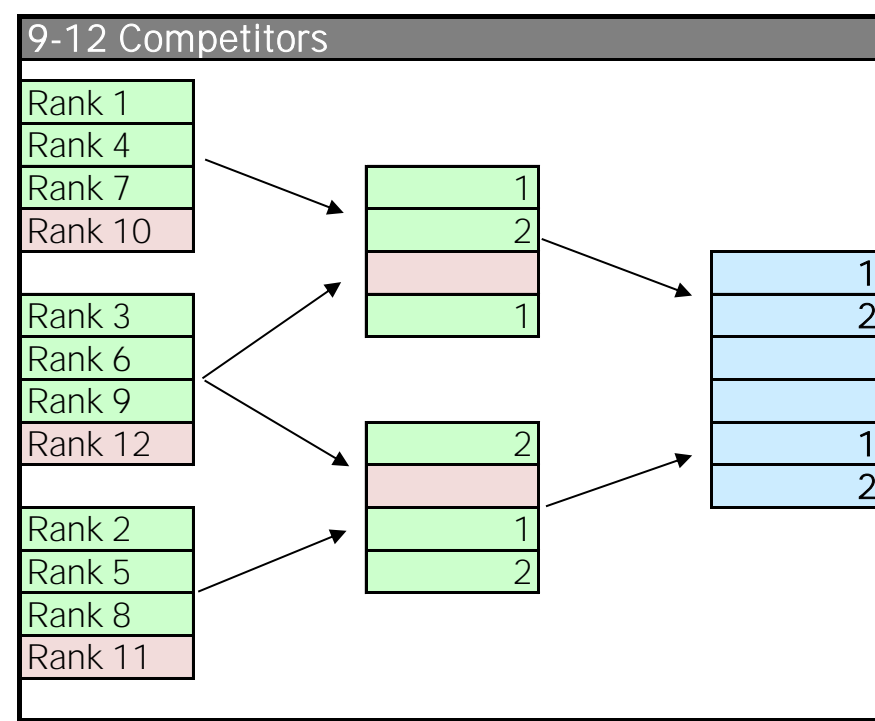 9-12 Competitors
Rank 1
Rank 4
Rank 7
Rank 10
Rank 3
Rank 6
Rank 9
Rank 12
Rank 2
Rank 5
Rank 8
Rank 11
1
2
1
2
1
2
1
2
1
2